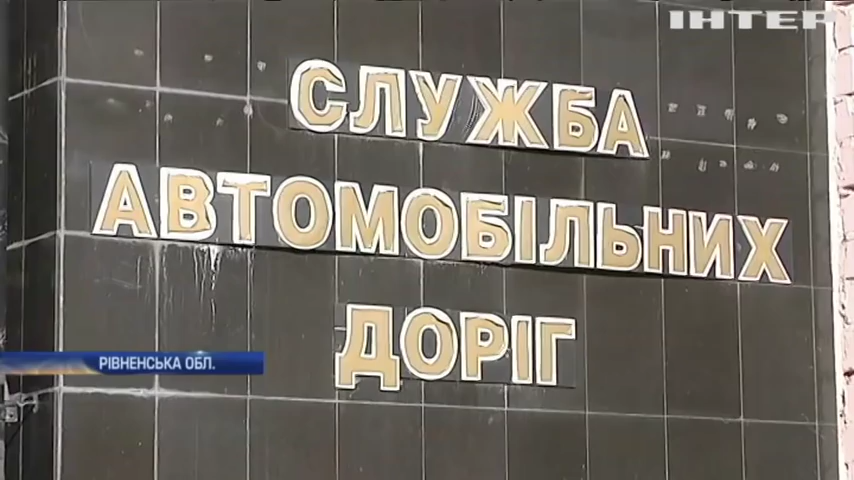 ІНТЕР
СЛУЖБА
АВТОМОБІЛЬНИХ
ДОРІГ
РІВНЕНСЬКА ОБЛ.